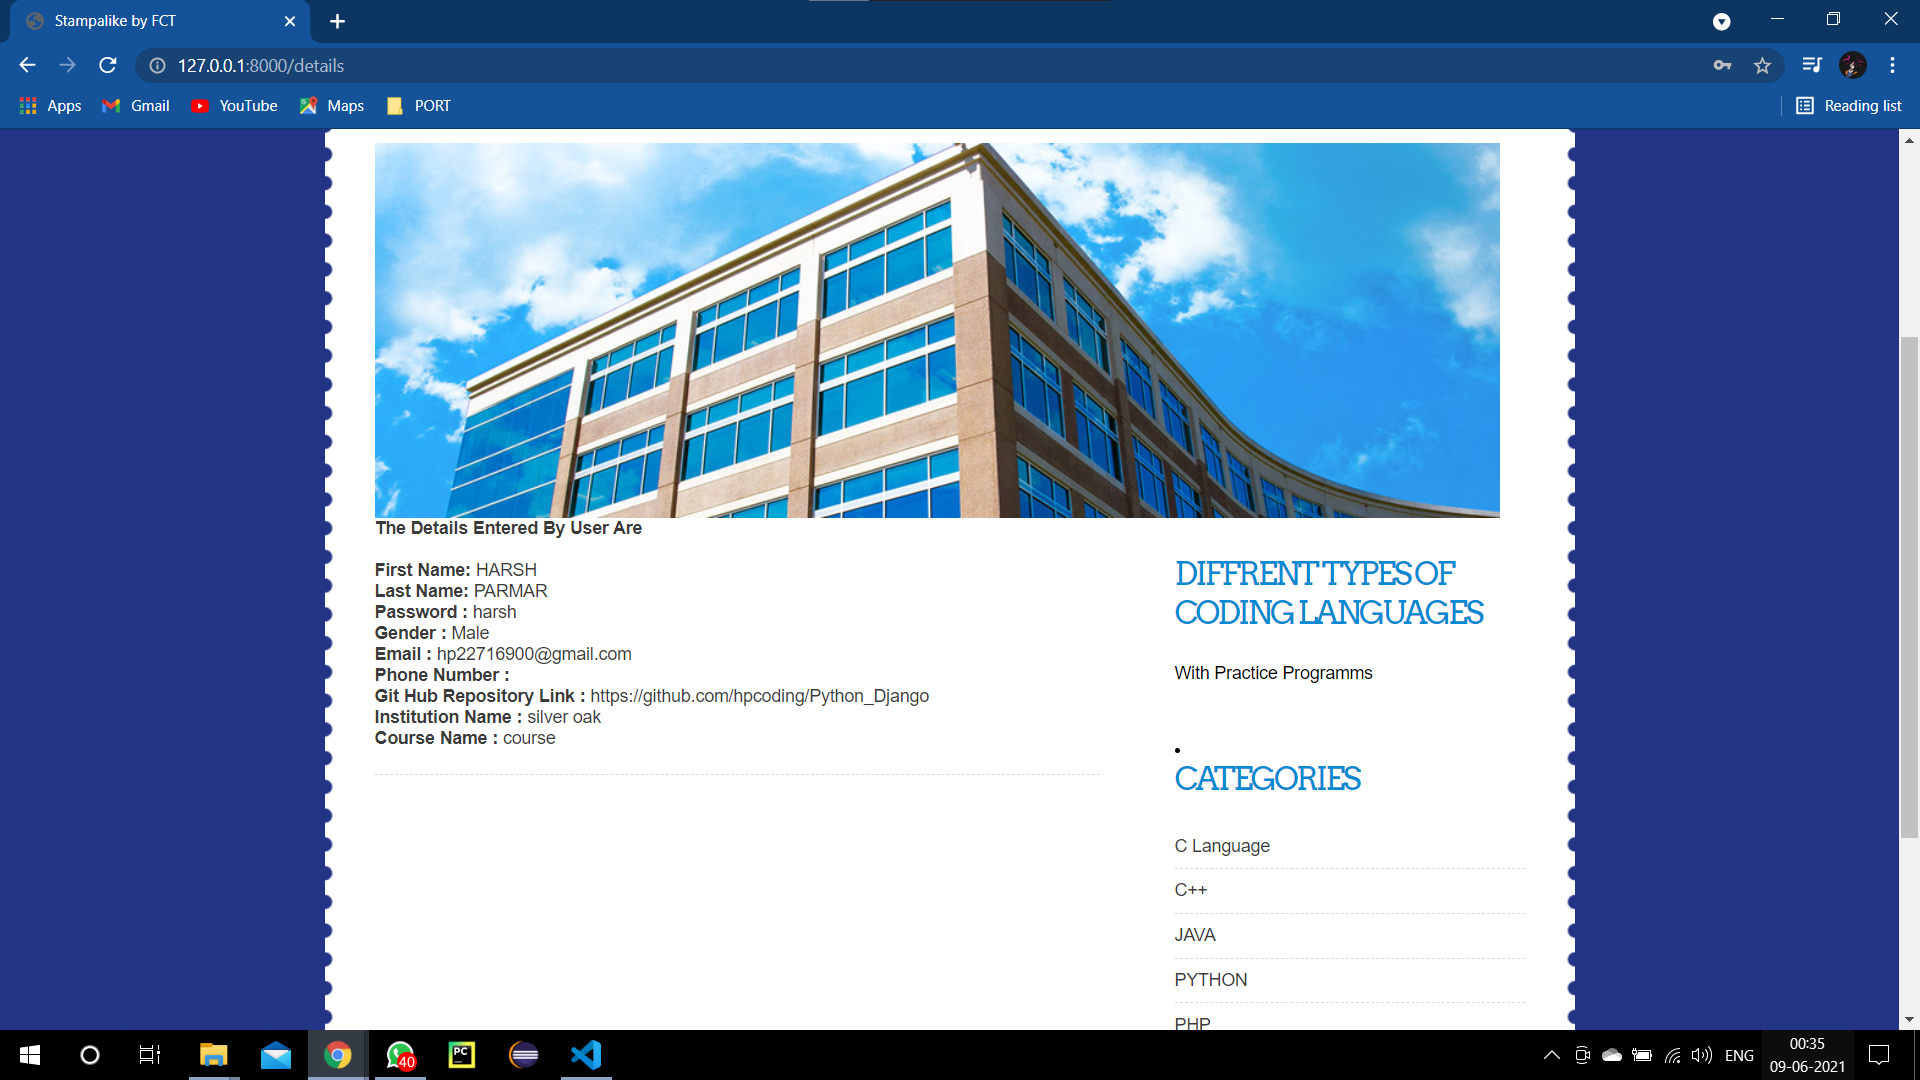 Stampalike by FCT
127.0.0.1:8000/details
Apps Gmail YouTube Maps PORT Reading list
The Details Entered By User Are
First Name: HARSH
Last Name: PARMAR
Password : harsh
Gender : Male
Email : hp22716900@gmail.com
Phone Number :
Git Hub Repository Link : https://github.com/hpcoding/Python_Django
Institution Name : silver oak
Course Name : course
DIFFRENT TYPES OF
CODING LANGUAGES
With Practice Programms
CATEGORIES
C Language
C++
JAVA
PYTHON
PHP
PC
40
ENG
00:35
09-06-2021